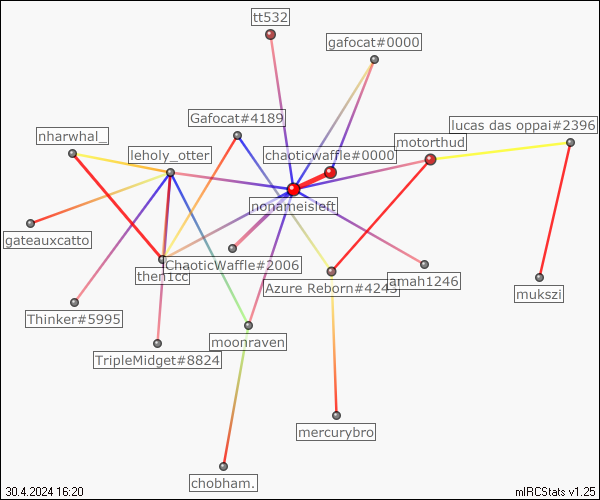 tt532
gafocat#0000
Gafocat#4189
lucas das oppai#2396
nharwhal_
motorthud
leholy_otter
chaoticwaffle#0000
nonameisleft
gateauxcatto
ChaoticWaffle#2006
then1cc
amah1246
Azure Reborn#4243
mukszi
Thinker#5995
moonraven
TripleMidget#8824
mercurybro
chobham.
30.4.2024 16:20
mIRCStats v1.25